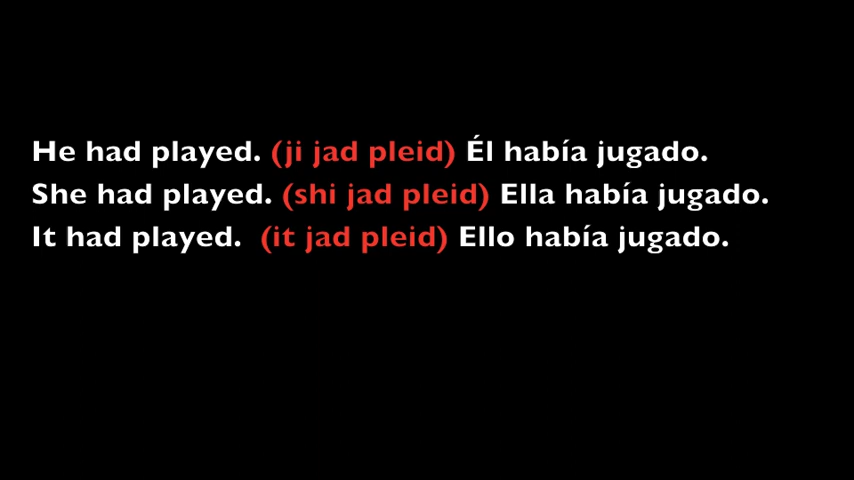 He had played. (ji jad pleid) Él había jugado.
She had played. (shi jad pleid) Ella había jugado.
It had played. (it jad pleid) Ello había jugado.